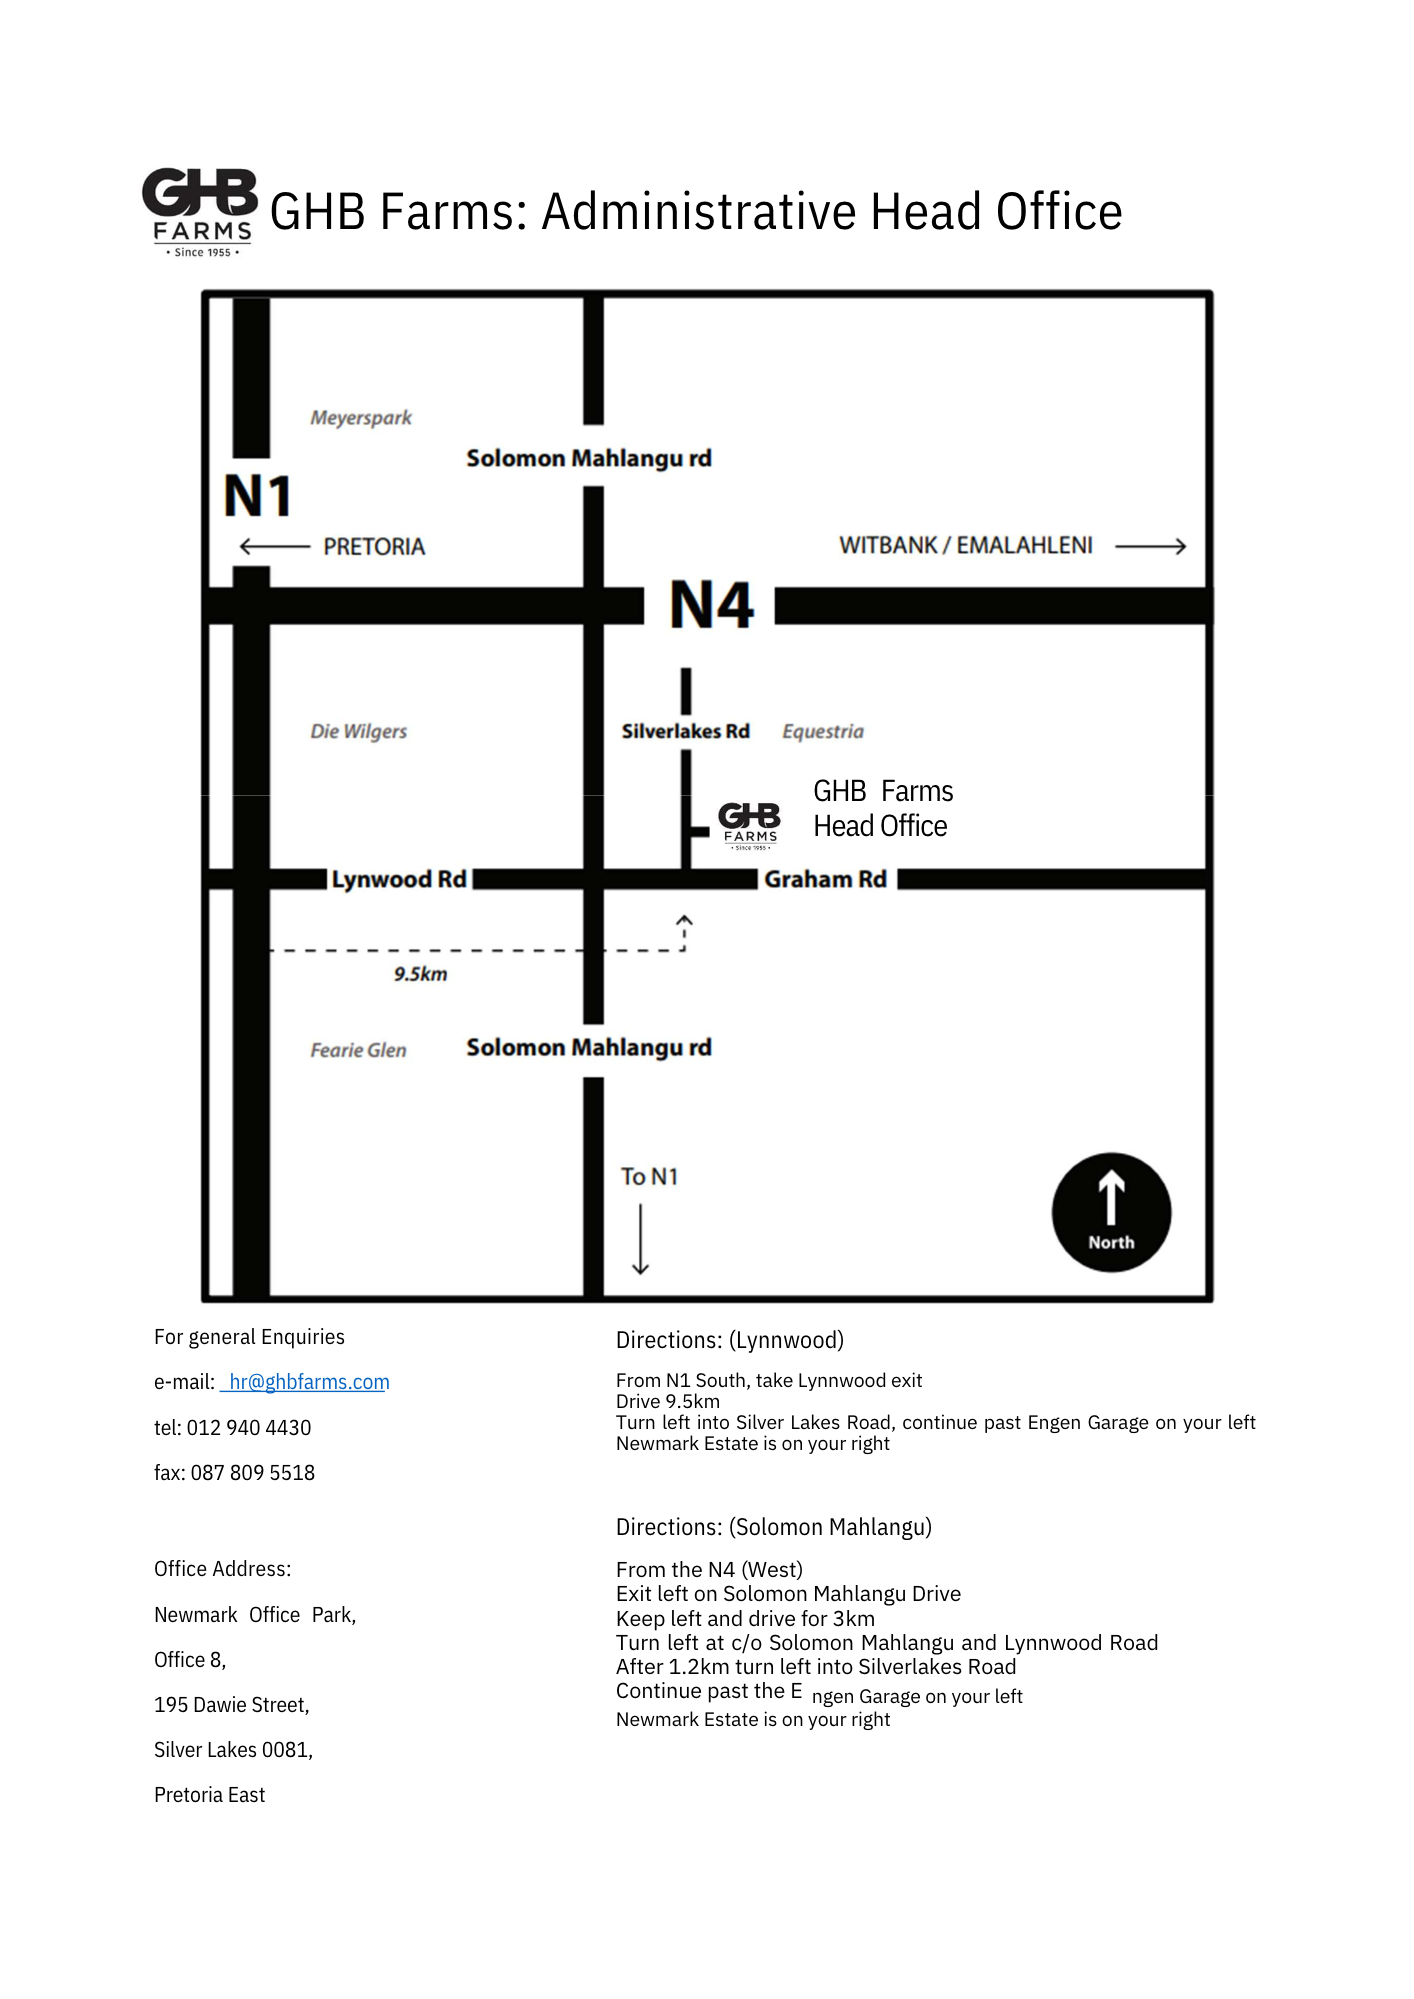 GHB
FARMS
• Since 1955 •
GHB Farms: Administrative Head Office
Meyerspark
Solomon Mahlangu rd
N1
PRETORIA
WITBANK / EMALAHLENI
N4
Die Wilgers
Silverlakes Rd
Equestria
GHB Farms
Head Office
GHB
FARMS
• Since 1955 •
Lynwood Rd
Graham Rd
9.5km
Fearie Glen
Solomon Mahlangu rd
To N1
North
For general Enquiries
e-mail: hr@ghbfarms.com
tel: 012 940 4430
fax: 087 809 5518
Office Address:
Newmark Office Park,
Office 8,
195 Dawie Street,
Silver Lakes 0081,
Pretoria East
Directions: (Lynnwood)
From N1 South, take Lynnwood exit
Drive 9.5km
Turn left into Silver Lakes Road, continue past Engen Garage on your left
Newmark Estate is on your right
Directions: (Solomon Mahlangu)
From the N4 (West)
Exit left on Solomon Mahlangu Drive
Keep left and drive for 3km
Turn left at c/o Solomon Mahlangu and Lynnwood Road
After 1.2km turn left into Silverlakes Road
Continue past the E ngen Garage on your left
Newmark Estate is on your right